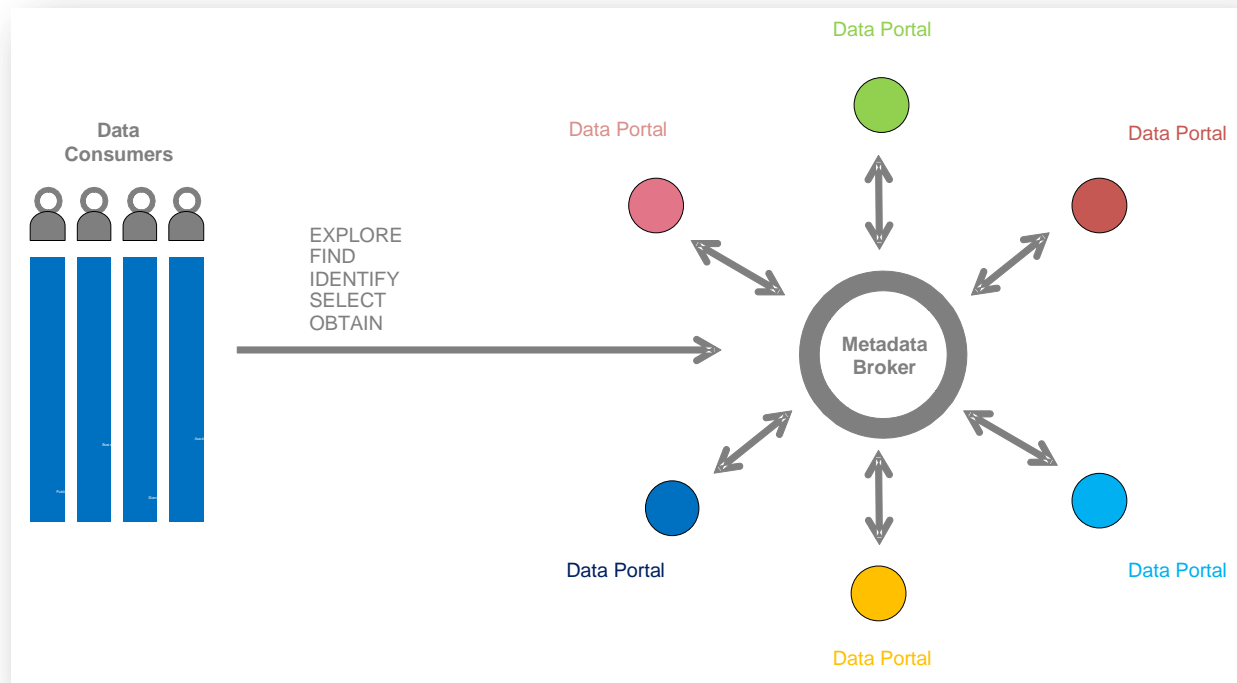 Data Portal
Data Portal
Data Portal
Data
Consumers
EXPLORE
FIND
IDENTIFY
SELECT
OBTAIN
Metadata
Broker
Data Portal
Data Portal
Data Portal